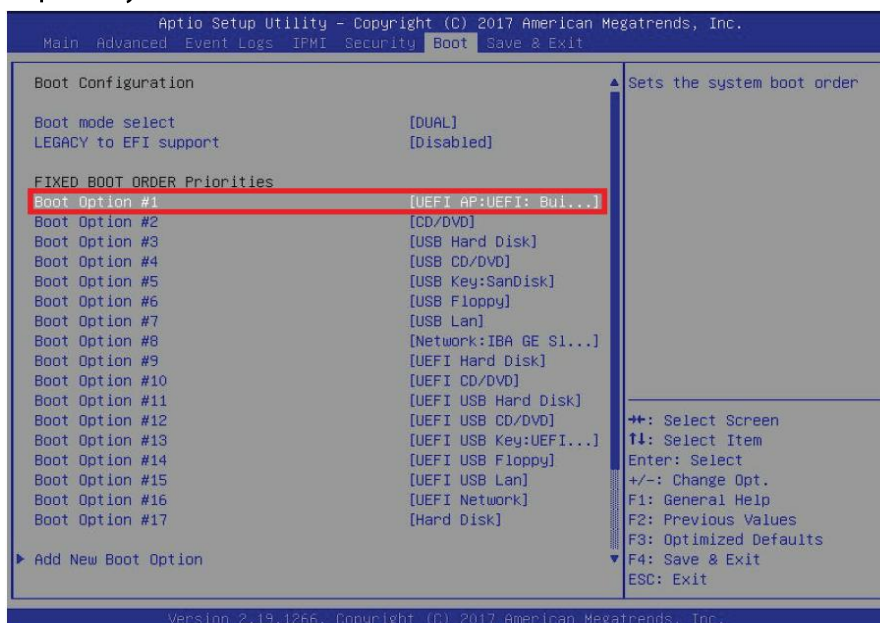 Aptio Setup Utility – Copyright (C) 2017 American Megatrends, Inc.
Main Advanced Event Logs IPMI Security Boot Save & Exit
Boot Configuration
Boot mode select [DUAL]
LEGACY to EFI support [Disabled]
FIXED BOOT ORDER Priorities
Boot Option #1 [UEFI AP:UEFI: Bui...]
Boot Option #2 [CD/DVD]
Boot Option #3 [USB Hard Disk]
Boot Option #4 [USB CD/DVD]
Boot Option #5 [USB Key:SanDisk]
Boot Option #6 [USB Floppy]
Boot Option #7 [USB Lan]
Boot Option #8 [Network:IBA GE Sl...]
Boot Option #9 [UEFI Hard Disk]
Boot Option #10 [UEFI CD/DVD]
Boot Option #11 [UEFI USB Hard Disk]
Boot Option #12 [UEFI USB CD/DVD]
Boot Option #13 [UEFI USB Key:UEFI...]
Boot Option #14 [UEFI USB Floppy]
Boot Option #15 [UEFI USB Lan]
Boot Option #16 [UEFI Network]
Boot Option #17 [Hard Disk]
Add New Boot Option
Sets the system boot order
→←: Select Screen
↑↓: Select Item
Enter: Select
+/-: Change Opt.
F1: General Help
F2: Previous Values
F3: Optimized Defaults
F4: Save & Exit
ESC: Exit
Version 2.19.1266. Copyright (C) 2017 American Megatrends, Inc.